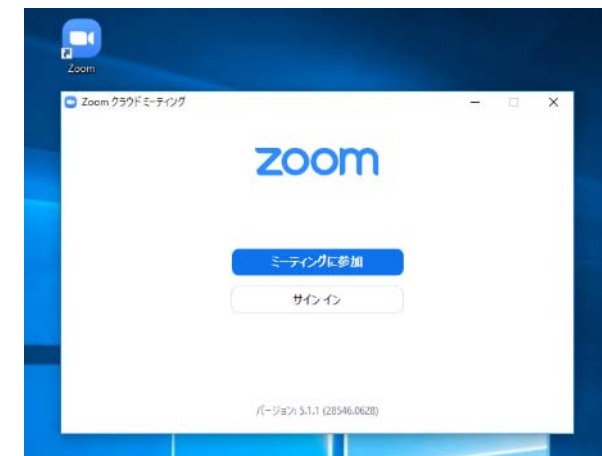 Zoom
Zoom クラウド ミーティング
zoom
ミーティングに参加
サイン イン
バージョン: 5.1.1 (28546.0628)